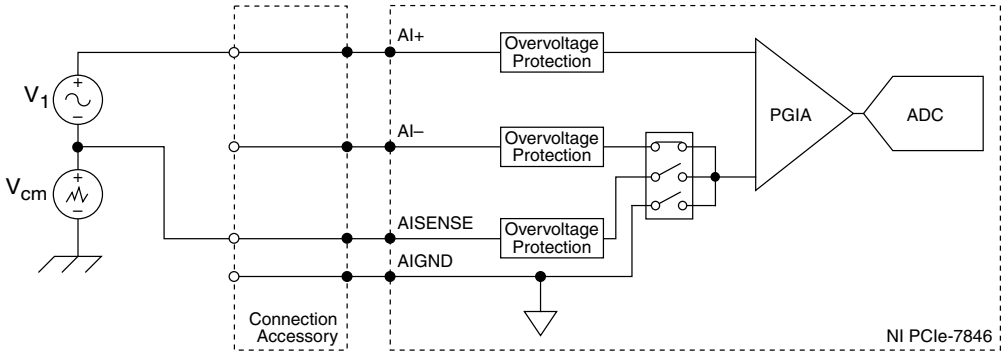 AI+
Overvoltage
Protection
+
V1
−
PGIA
ADC
AI−
Overvoltage
Protection
+
Vcm
−
AISENSE
Overvoltage
Protection
AIGND
Connection
Accessory
NI PCIe-7846